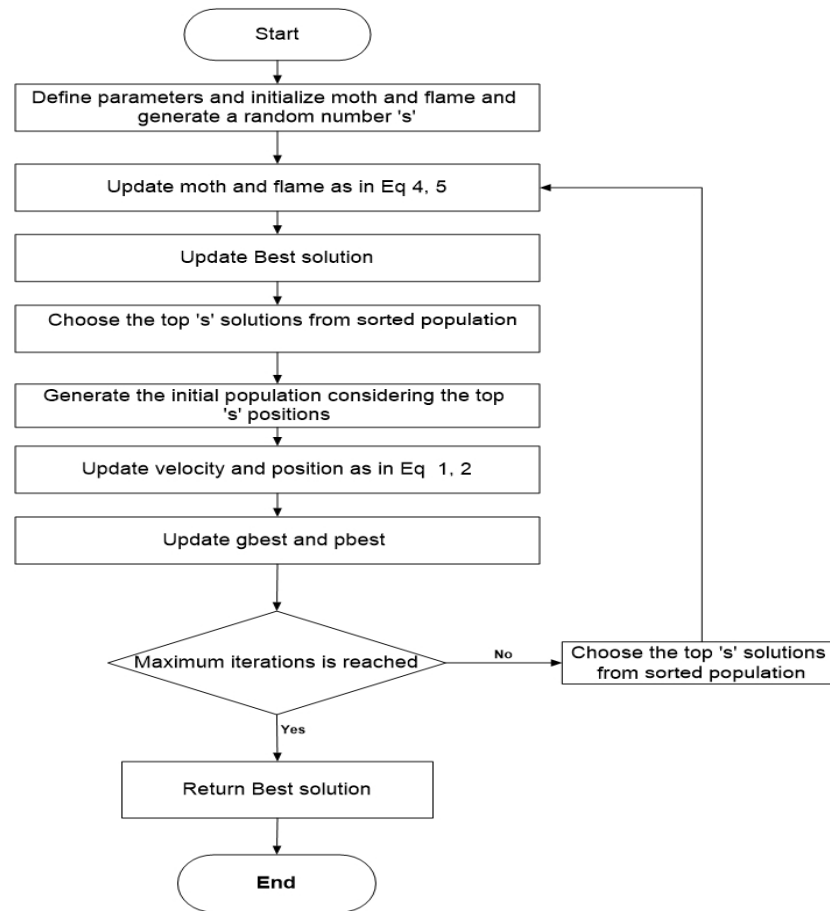 Start
Define parameters and initialize moth and flame and
generate a random number 's'
Update moth and flame as in Eq 4, 5
Update Best solution
Choose the top 's' solutions from sorted population
Generate the initial population considering the top
's' positions
Update velocity and position as in Eq 1, 2
Update gbest and pbest
Maximum iterations is reached
No
Choose the top 's' solutions
from sorted population
Yes
Return Best solution
End